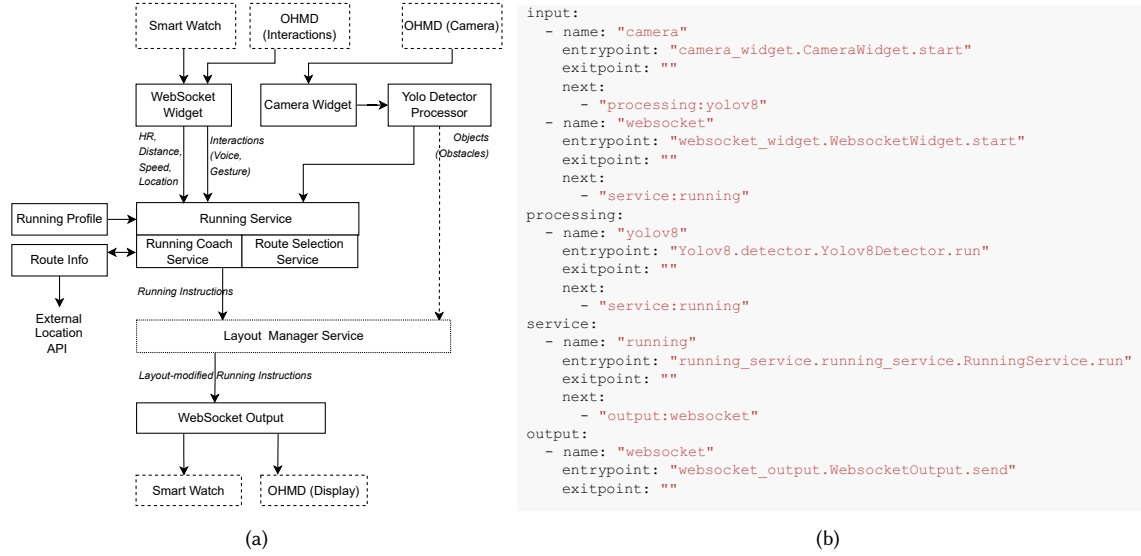 Smart Watch
OHMD
(Interactions)
OHMD (Camera)
WebSocket
Widget
Camera Widget
Yolo Detector
Processor
HR,
Distance,
Speed,
Location
Interactions
(Voice,
Gesture)
Objects
(Obstacles)
Running Profile
Running Service
Running Coach
Service
Route Selection
Service
Route Info
Running Instructions
External
Location
API
Layout Manager Service
Layout-modified Running Instructions
WebSocket Output
Smart Watch
OHMD (Display)
(a)
input:
  - name: "camera"
    entrypoint: "camera_widget.CameraWidget.start"
    exitpoint: ""
    next:
      - "processing:yolov8"
  - name: "websocket"
    entrypoint: "websocket_widget.WebsocketWidget.start"
    exitpoint: ""
    next:
      - "service:running"
processing:
  - name: "yolov8"
    entrypoint: "Yolov8.detector.Yolov8Detector.run"
    exitpoint: ""
    next:
      - "service:running"
service:
  - name: "running"
    entrypoint: "running_service.running_service.RunningService.run"
    exitpoint: ""
    next:
      - "output:websocket"
output:
  - name: "websocket"
    entrypoint: "websocket_output.WebsocketOutput.send"
    exitpoint: ""
(b)